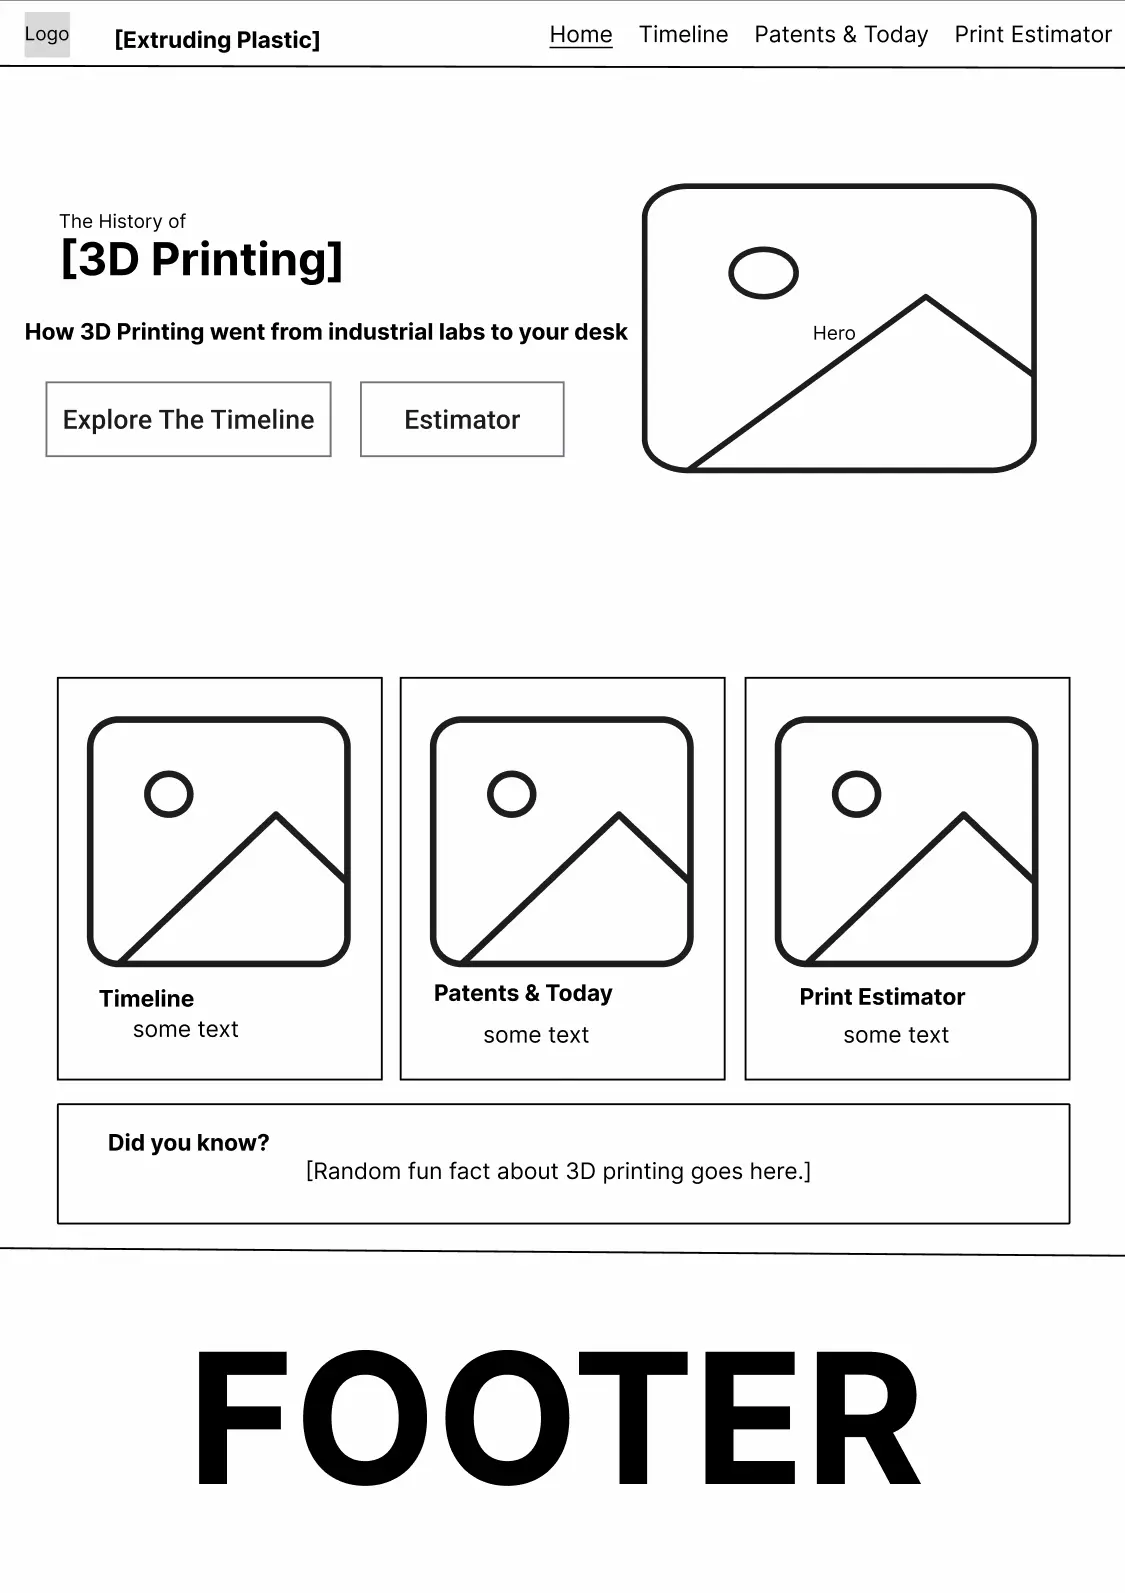 Logo
[Extruding Plastic]
Home Timeline Patents & Today Print Estimator
The History of
[3D Printing]
How 3D Printing went from industrial labs to your desk
Explore The Timeline
Estimator
Hero
Timeline
some text
Patents & Today
some text
Print Estimator
some text
Did you know?
[Random fun fact about 3D printing goes here.]
FOOTER